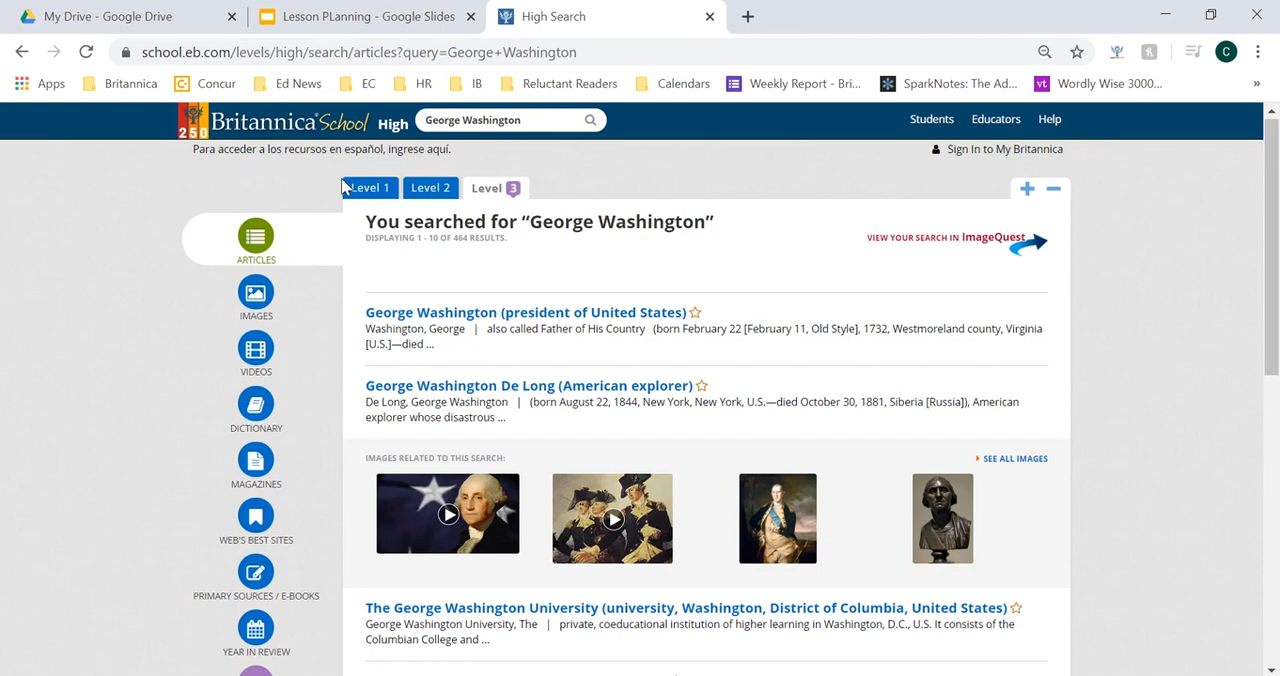 My Drive - Google Drive
Lesson PLanning - Google Slides
High Search
school.eb.com/levels/high/search/articles?query=George+Washington
C
Apps
Britannica
Concur
Ed News
EC
HR
IB
Reluctant Readers
Calendars
Weekly Report - Bri...
SparkNotes: The Ad...
vt
Wordly Wise 3000...
»
250
Britannica School High
George Washington
Students
Educators
Help
Para acceder a los recursos en español, ingrese aquí.
Sign In to My Britannica
Level 1
Level 2
Level 3
You searched for “George Washington”
DISPLAYING 1 - 10 OF 464 RESULTS.
VIEW YOUR SEARCH IN ImageQuest
ARTICLES
IMAGES
VIDEOS
DICTIONARY
MAGAZINES
WEB'S BEST SITES
PRIMARY SOURCES / E-BOOKS
YEAR IN REVIEW
George Washington (president of United States)
Washington, George | also called Father of His Country (born February 22 [February 11, Old Style], 1732, Westmoreland county, Virginia
[U.S.]—died ...
George Washington De Long (American explorer)
De Long, George Washington | (born August 22, 1844, New York, New York, U.S.—died October 30, 1881, Siberia [Russia]), American
explorer whose disastrous ...
IMAGES RELATED TO THIS SEARCH:
SEE ALL IMAGES
The George Washington University (university, Washington, District of Columbia, United States)
George Washington University, The | private, coeducational institution of higher learning in Washington, D.C., U.S. It consists of the
Columbian College and ...